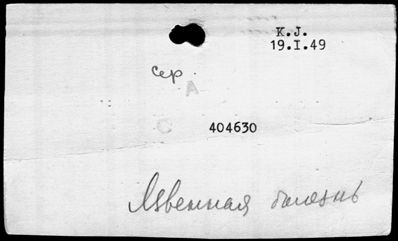 K.J.
19.I.49
сер.
A
C
404630
Язвенная болезнь